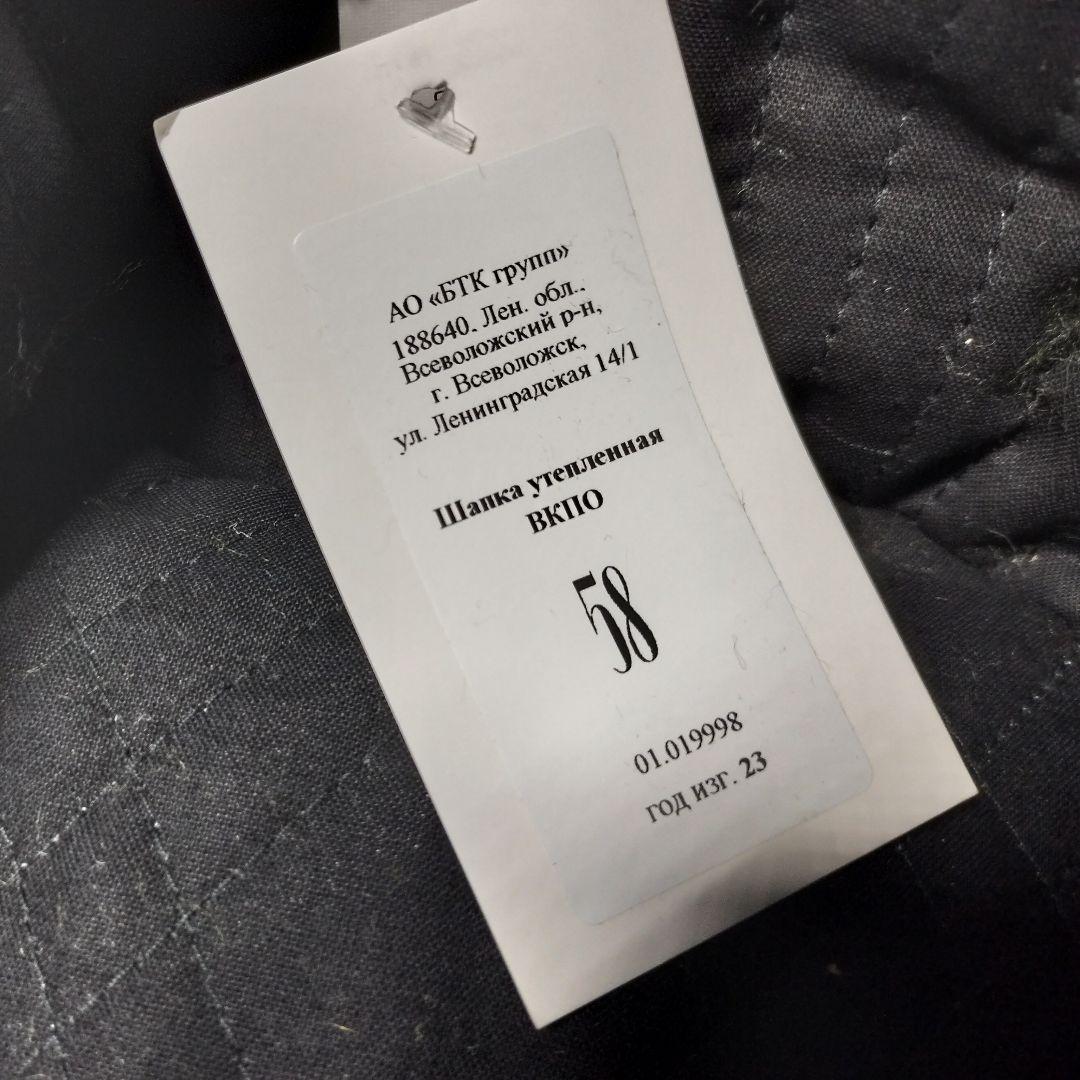 АО «БТК групп»
188640, Лен. обл.,
Всеволожский р-н,
г. Всеволожск,
ул. Ленинградская 14/1
Шапка утепленная
ВКПО
58
01.019998
год изг. 23